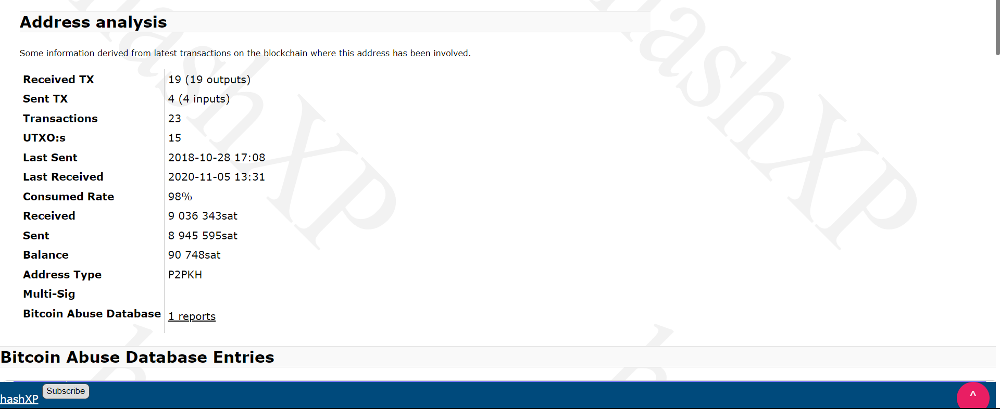 Address analysis
Some information derived from latest transactions on the blockchain where this address has been involved.
Received TX 19 (19 outputs)
Sent TX 4 (4 inputs)
Transactions 23
UTXO:s 15
Last Sent 2018-10-28 17:08
Last Received 2020-11-05 13:31
Consumed Rate 98%
Received 9 036 343sat
Sent 8 945 595sat
Balance 90 748sat
Address Type P2PKH
Multi-Sig
Bitcoin Abuse Database 1 reports
Bitcoin Abuse Database Entries
hashXP Subscribe ^
hashXP
hashXP